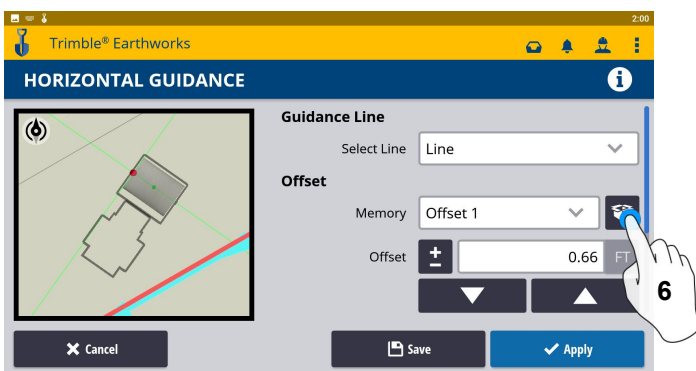 2:00
Trimble® Earthworks
HORIZONTAL GUIDANCE
Guidance Line
Select Line Line
Offset
Memory Offset 1
Offset ± 0.66 FT
6
Cancel Save Apply